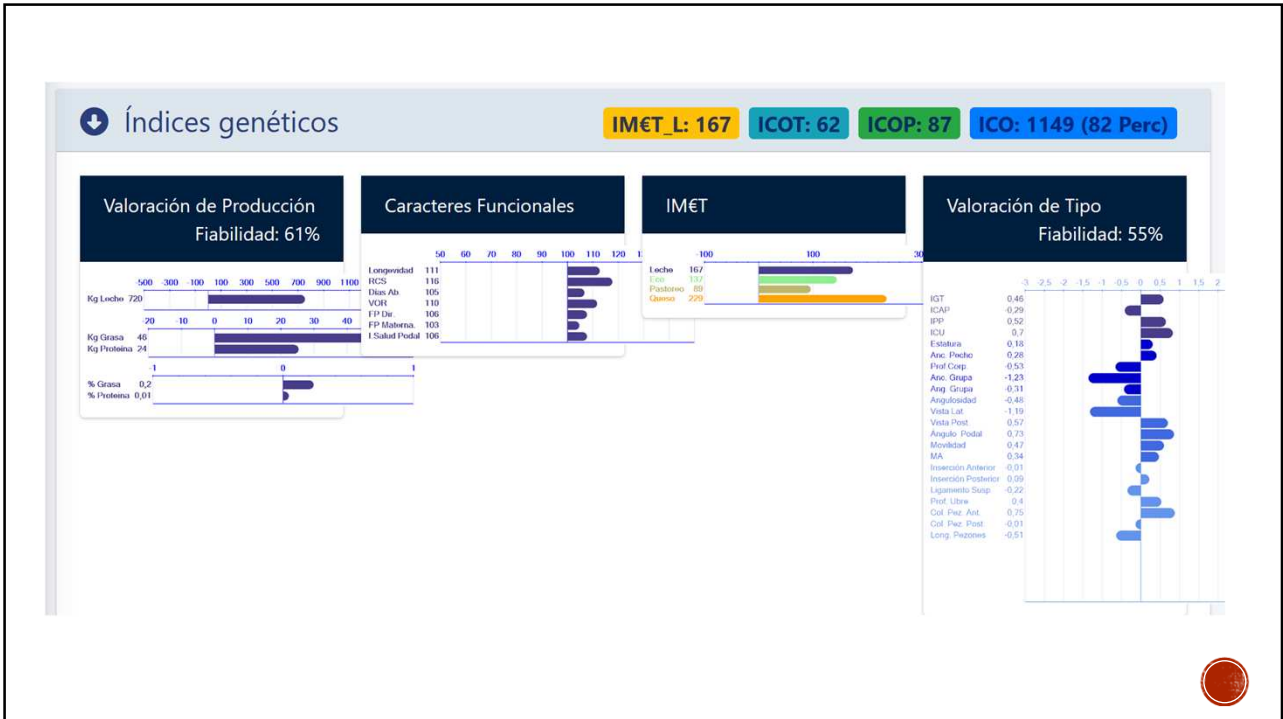 Índices genéticos
IM€T_L: 167 ICOT: 62 ICOP: 87 ICO: 1149 (82 Perc)
Valoración de Producción
Fiabilidad: 61%
-500 -300 -100 100 300 500 700 900 1100
Kg Leche 720
-20 -10 0 10 20 30 40
Kg Grasa 46
Kg Proteina 24
-1 0 1
% Grasa 0,2
% Proteina 0,01
Caracteres Funcionales
50 60 70 80 90 100 110 120
Longevidad 111
RCS 116
Dias Ab 105
VOR 110
FP Dir. 106
FP Materna. 103
I.Salud Podal 106
IM€T
-100 100
Leche 167
Eco 137
Pastoreo 89
Queso 229
Valoración de Tipo
Fiabilidad: 55%
-3 -2,5 -2 -1,5 -1 -0,5 0 0,5 1 1,5 2
IGT 0,46
ICAP -0,29
IPP 0,52
ICU 0,7
Estatura 0,18
Anc. Pecho 0,28
Prof Corp. -0,53
Anc. Grupa -1,23
Ang. Grupa -0,31
Angulosidad -0,48
Vista Lat. -1,19
Vista Post. 0,57
Angulo Podal 0,73
Movilidad 0,47
MA 0,34
Inserción Anterior -0,01
Inserción Posterior 0,09
Ligamento Susp. -0,22
Prof. Ubre 0,4
Col. Pez. Ant. 0,75
Col. Pez. Post. -0,01
Long. Pezones -0,51